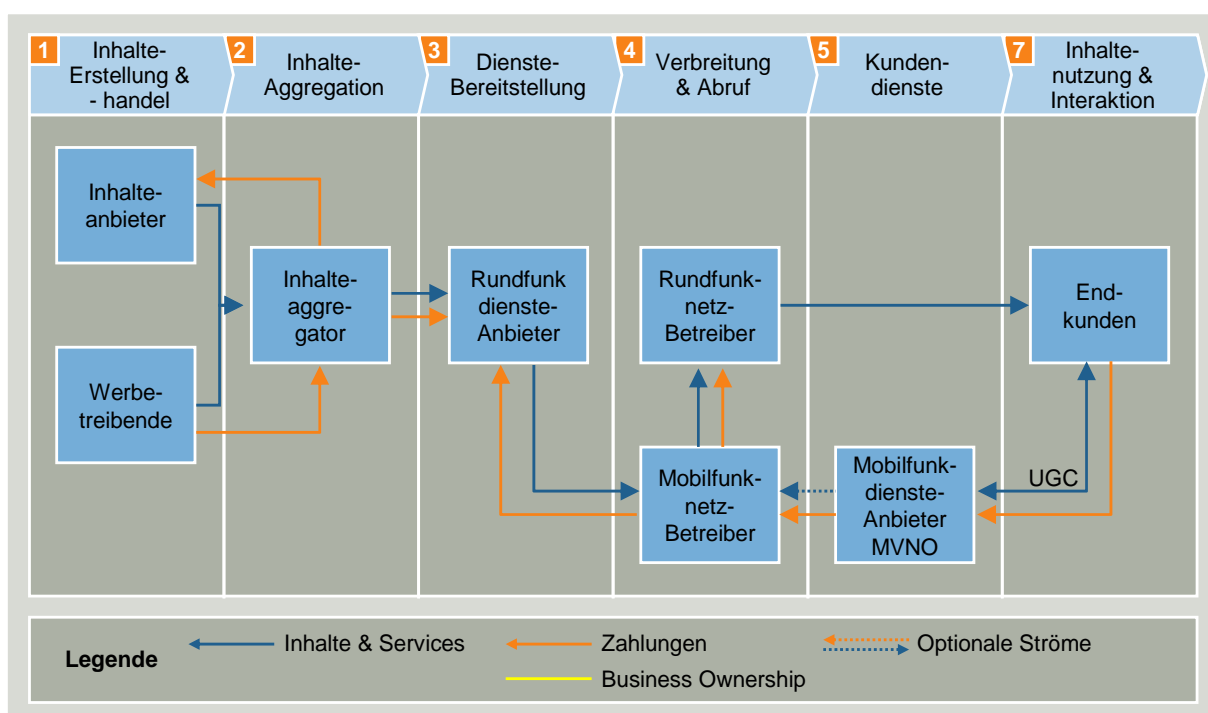 1
Inhalte-
Erstellung &
- handel
2
Inhalte-
Aggregation
3
Dienste-
Bereitstellung
4
Verbreitung
& Abruf
5
Kunden-
dienste
7
Inhalte-
nutzung &
Interaktion
Inhalte-
anbieter
Werbe-
treibende
Inhalte-
aggre-
gator
Rundfunk
dienste-
Anbieter
Rundfunk-
netz-
Betreiber
Mobilfunk-
netz-
Betreiber
Mobilfunk-
dienste-
Anbieter
MVNO
End-
kunden
UGC
Legende
Inhalte & Services
Zahlungen
Optionale Ströme
Business Ownership